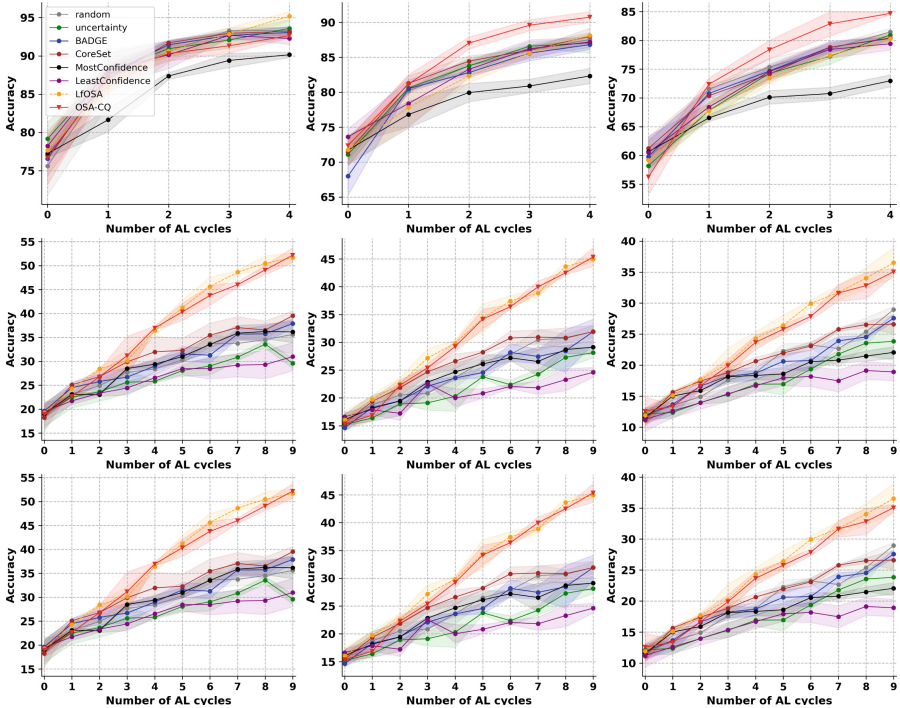 random
uncertainty
BADGE
CoreSet
MostConfidence
LeastConfidence
LfOSA
OSA-CQ
Accuracy
95
90
85
80
75
0 1 2 3 4
Number of AL cycles
Accuracy
90
85
80
75
70
65
0 1 2 3 4
Number of AL cycles
Accuracy
85
80
75
70
65
60
55
0 1 2 3 4
Number of AL cycles
Accuracy
55
50
45
40
35
30
25
20
15
0 1 2 3 4 5 6 7 8 9
Number of AL cycles
Accuracy
45
40
35
30
25
20
15
0 1 2 3 4 5 6 7 8 9
Number of AL cycles
Accuracy
40
35
30
25
20
15
10
0 1 2 3 4 5 6 7 8 9
Number of AL cycles
Accuracy
55
50
45
40
35
30
25
20
15
0 1 2 3 4 5 6 7 8 9
Number of AL cycles
Accuracy
45
40
35
30
25
20
15
0 1 2 3 4 5 6 7 8 9
Number of AL cycles
Accuracy
40
35
30
25
20
15
10
0 1 2 3 4 5 6 7 8 9
Number of AL cycles